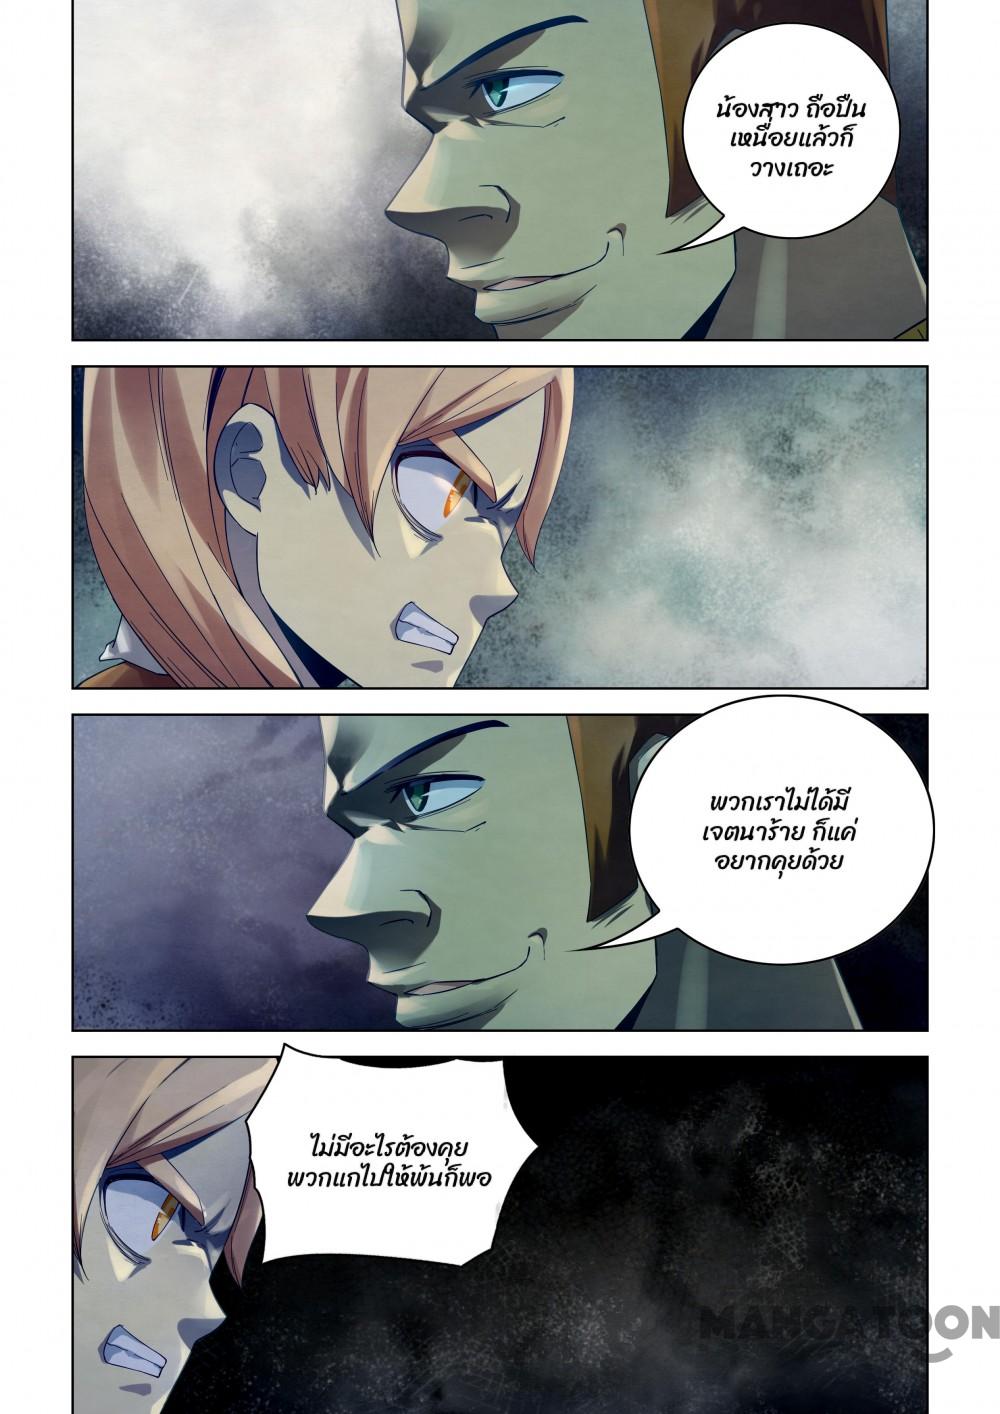 น้องสาว ถือปืน
เหนื่อยแล้วก็
วางเถอะ
พวกเราไม่ได้มี
เจตนาร้าย ก็แค่
อยากคุยด้วย
ไม่มีอะไรต้องคุย
พวกแกไปให้พ้นก็พอ
MANGATOON